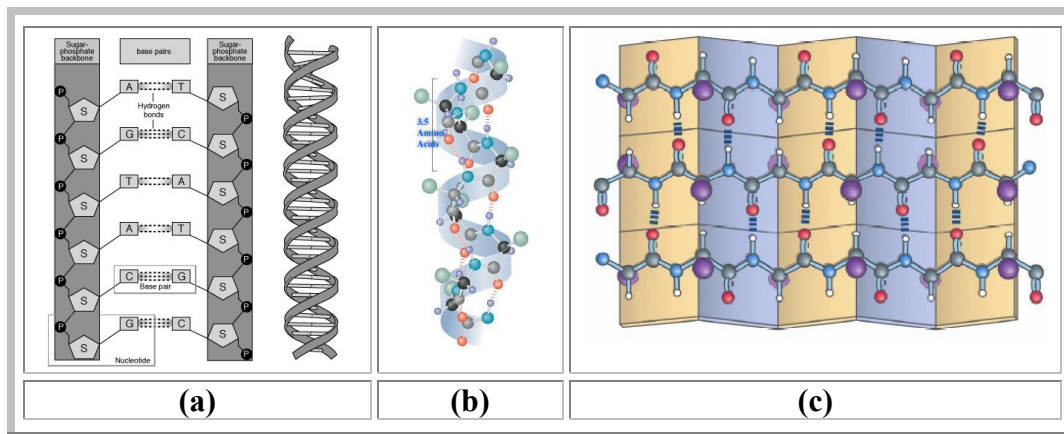 Sugar-
phosphate
backbone
base pairs
Sugar-
phosphate
backbone
P
S
A
T
S
P
Hydrogen
bonds
P
S
G
C
S
P
P
S
T
A
S
P
P
S
A
T
S
P
P
S
C
G
S
P
Base pair
P
S
G
C
S
P
Nucleotide
3.5
Amino
Acids
(a)
(b)
(c)